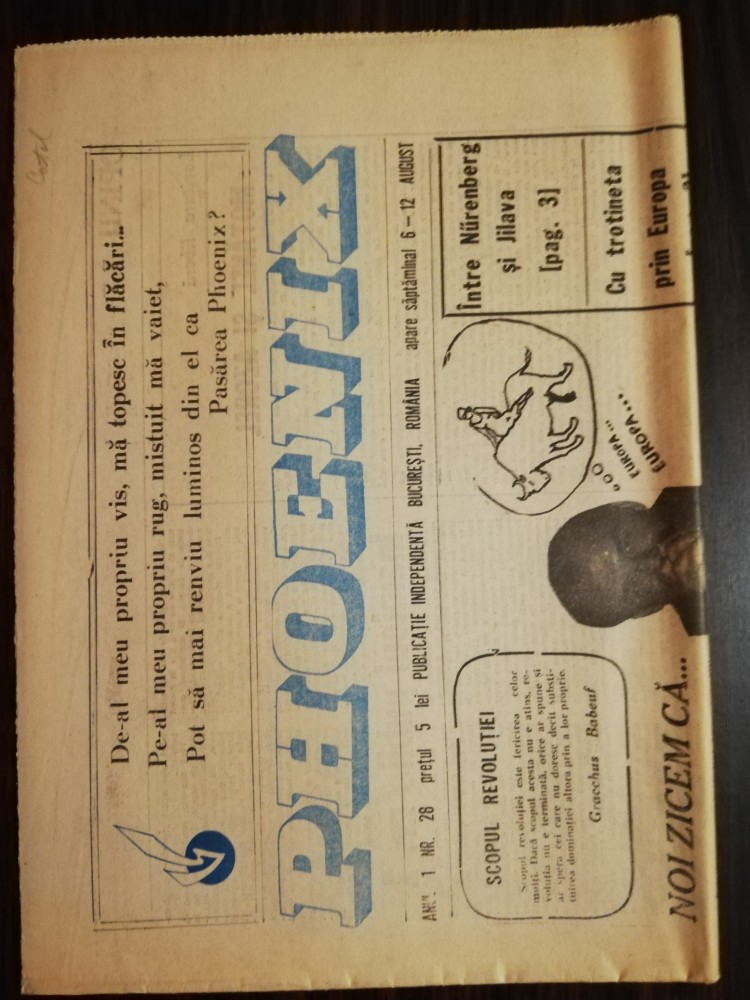 De-al meu propriu vis, mă topesc în flăcări...
Pe-al meu propriu rug, mistuit mă vaiet,
Pot să mai renviu luminos din el ca
Pasărea Phoenix?
PHOENIX
1 NR. 28 prețul 5 lei PUBLICAȚIE INDEPENDENTĂ BUCUREȘTI, ROMÂNIA apare săptămînal 6—12 AUGUST
SCOPUL REVOLUȚIEI
Scopul revoluției este fericirea celor
mulți. Dacă scopul acesta nu e atins, re-
voluția nu e terminată, orice ar spune și
ar spera cei care nu doresc decît substi-
tuirea dominației altora prin a lor proprie.
Gracchus Babeuf
EUROPA...
EUROPA...
Între Nürenberg
și Jilava
[pag. 3]
Cu trotineta
prin Europa
NOI ZICEM CĂ...